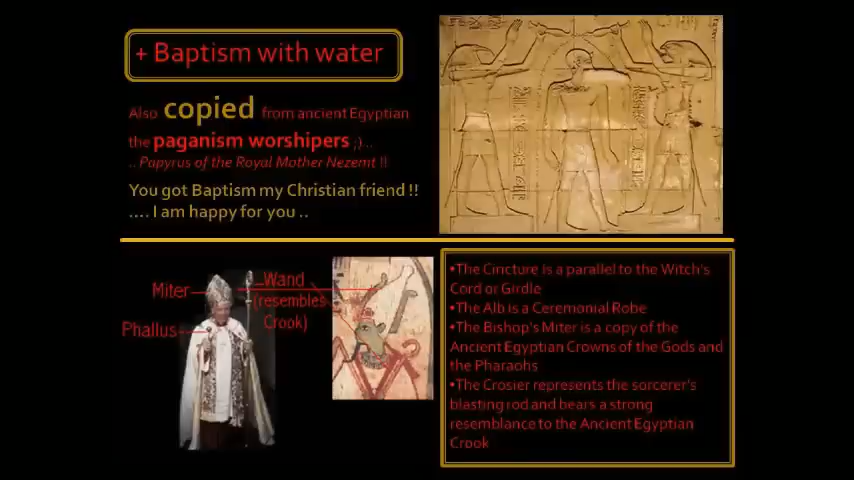 + Baptism with water
Also copied from ancient Egyptian
the paganism worshipers ;) ..
.. Papyrus of the Royal Mother Nezemt !!
You got Baptism my Christian friend !!
.... I am happy for you ..
Miter
Wand
(resembles
Crook)
Phallus
•The Cincture is a parallel to the Witch's
Cord or Girdle
•The Alb is a Ceremonial Robe
•The Bishop's Miter is a copy of the
Ancient Egyptian Crowns of the Gods and
the Pharaohs
•The Crosier represents the sorcerer's
blasting rod and bears a strong
resemblance to the Ancient Egyptian
Crook